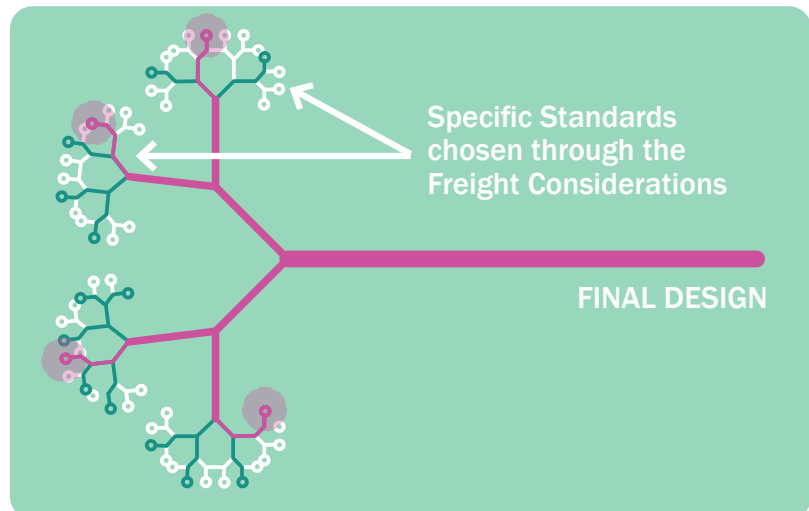 Specific Standards
chosen through the
Freight Considerations
FINAL DESIGN